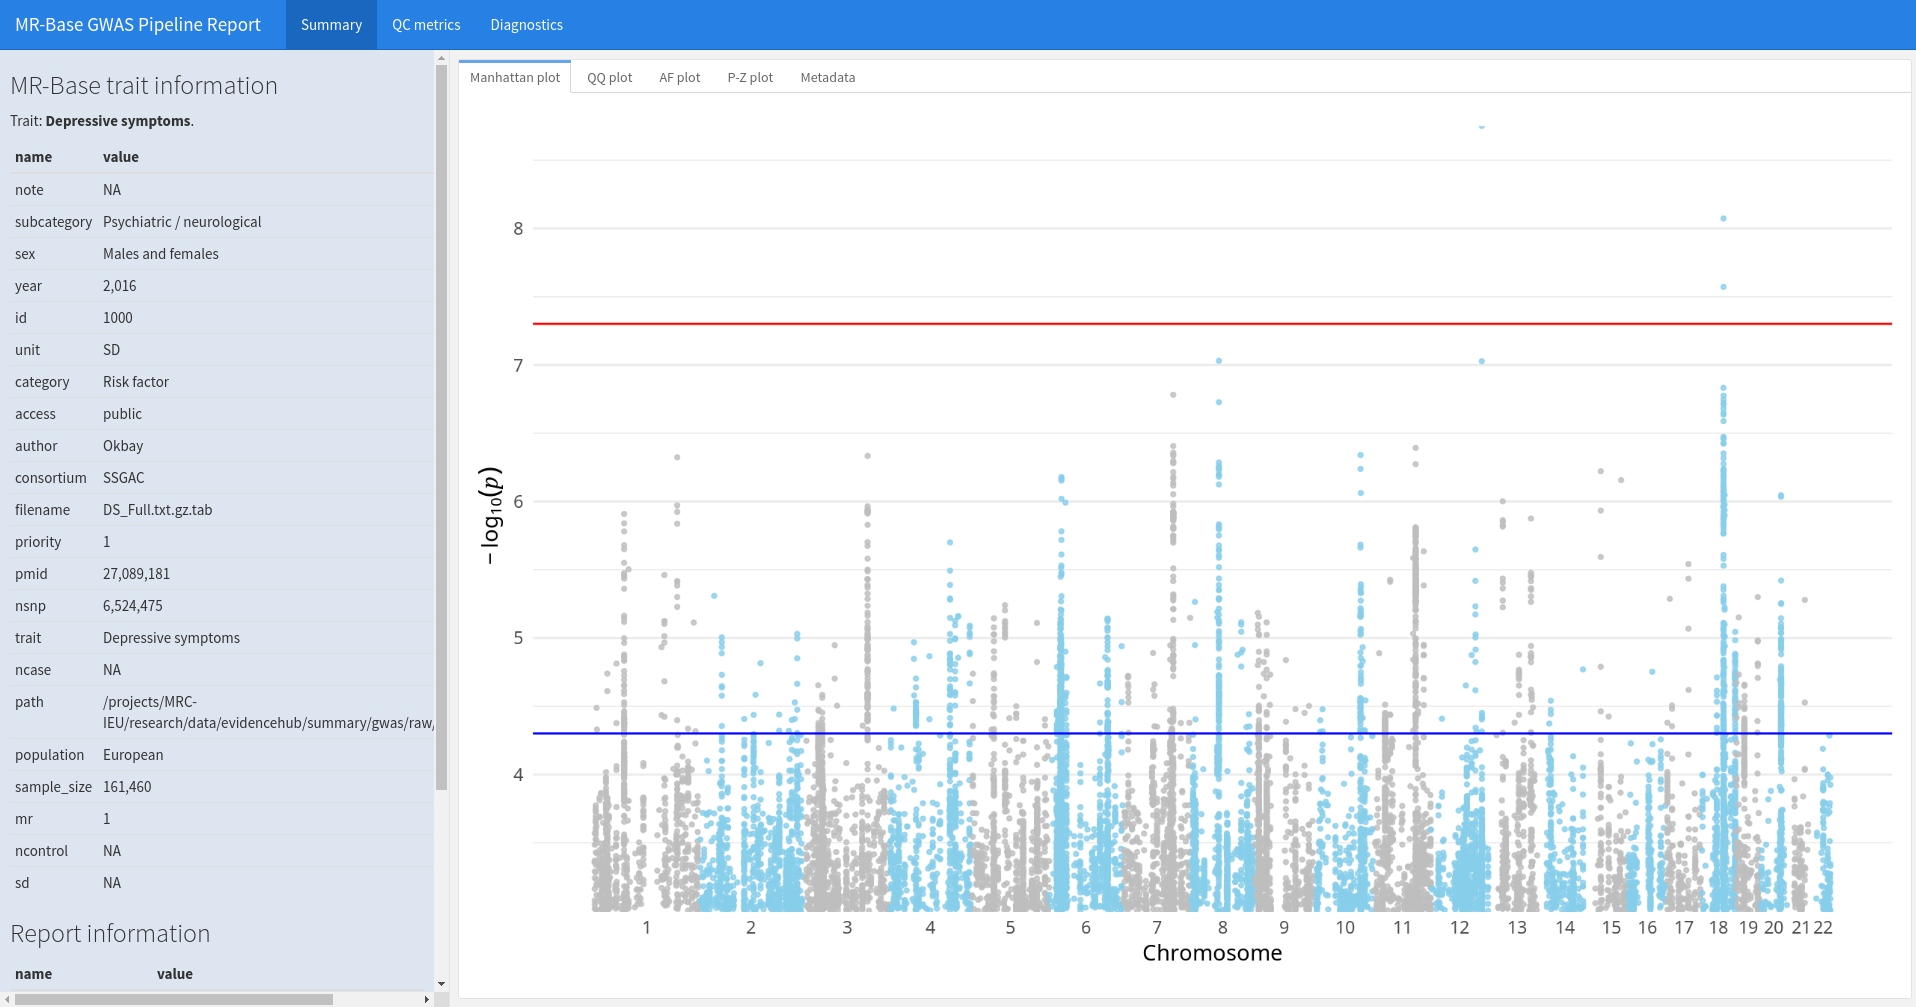 MR-Base GWAS Pipeline Report Summary QC metrics Diagnostics
MR-Base trait information
Trait: Depressive symptoms.
name value
note NA
subcategory Psychiatric / neurological
sex Males and females
year 2,016
id 1000
unit SD
category Risk factor
access public
author Okbay
consortium SSGAC
filename DS_Full.txt.gz.tab
priority 1
pmid 27,089,181
nsnp 6,524,475
trait Depressive symptoms
ncase NA
path /projects/MRC-
IEU/research/data/evidencehub/summary/gwas/raw/
population European
sample_size 161,460
mr 1
ncontrol NA
sd NA
Report information
name value
Manhattan plot QQ plot AF plot P-Z plot Metadata
8
7
6
5
4
−log10(p)
1 2 3 4 5 6 7 8 9 10 11 12 13 14 15 16 17 18 19 20 21 22
Chromosome